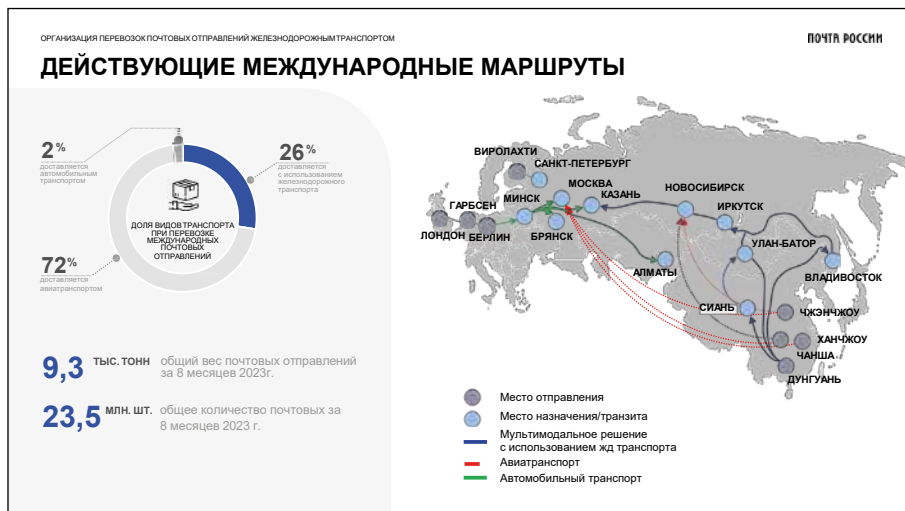 ОРГАНИЗАЦИЯ ПЕРЕВОЗОК ПОЧТОВЫХ ОТПРАВЛЕНИЙ ЖЕЛЕЗНОДОРОЖНЫМ ТРАНСПОРТОМ
ПОЧТА РОССИИ
ДЕЙСТВУЮЩИЕ МЕЖДУНАРОДНЫЕ МАРШРУТЫ
2%
доставляется
автомобильным
транспортом
26%
доставляется
с использованием
железнодорожного
транспорта
ДОЛЯ ВИДОВ ТРАНСПОРТА
ПРИ ПЕРЕВОЗКЕ
МЕЖДУНАРОДНЫХ
ПОЧТОВЫХ
ОТПРАВЛЕНИЙ
72%
доставляется
авиатранспортом
9,3 ТЫС. ТОНН общий вес почтовых отправлений
за 8 месяцев 2023г.
23,5 МЛН. ШТ. общее количество почтовых за
8 месяцев 2023 г.
ВИРОЛАХТИ
САНКТ-ПЕТЕРБУРГ
МОСКВА
МИНСК
КАЗАНЬ
НОВОСИБИРСК
ИРКУТСК
ГАРБСЕН
ЛОНДОН
БЕРЛИН
БРЯНСК
УЛАН-БАТОР
АЛМАТЫ
ВЛАДИВОСТОК
СИАНЬ
ЧЖЭНЧЖОУ
ХАНЧЖОУ
ЧАНША
ДУНГУАНЬ
Место отправления
Место назначения/транзита
Мультимодальное решение
с использованием жд транспорта
Авиатранспорт
Автомобильный транспорт